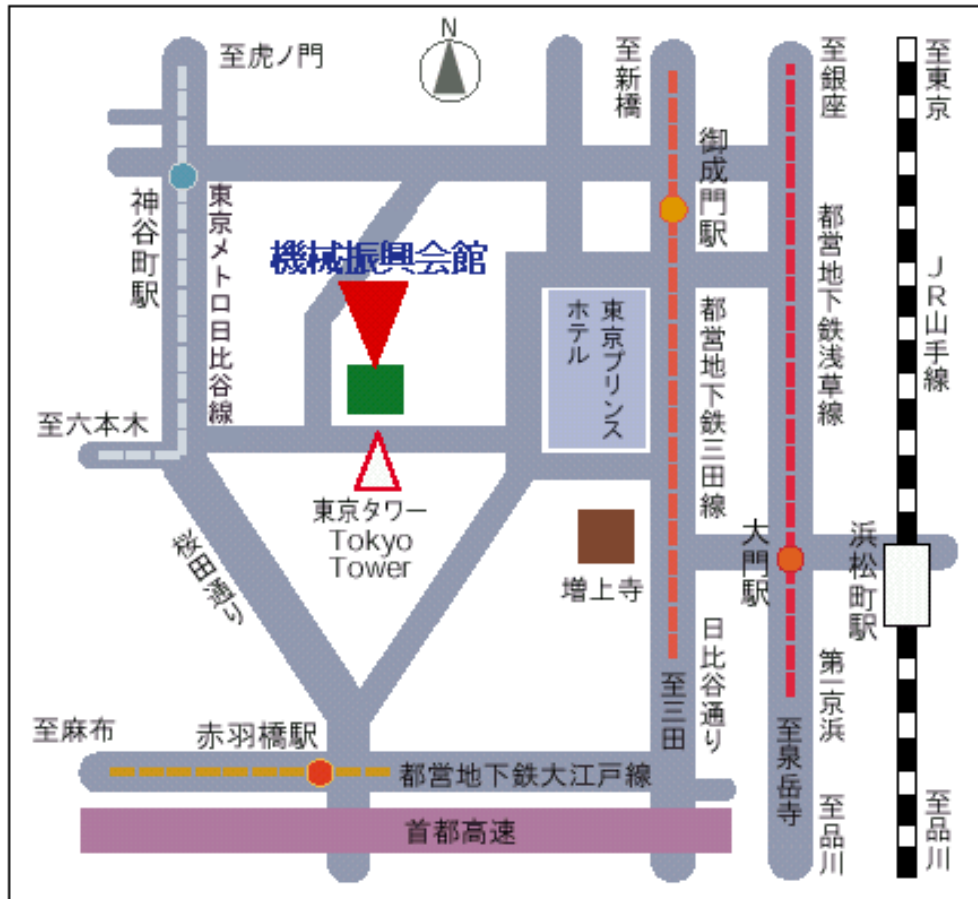 N
至虎ノ門
至新橋
至銀座
至東京
御成門駅
神谷町駅
東京メトロ日比谷線
機械振興会館
東京プリンス
ホテル
都営地下鉄三田線
都営地下鉄浅草線
JR山手線
至六本木
東京タワー
Tokyo
Tower
桜田通り
増上寺
大門駅
浜松町駅
日比谷通り
第一京浜
至三田
至泉岳寺
至麻布
赤羽橋駅
都営地下鉄大江戸線
首都高速
至品川
至品川